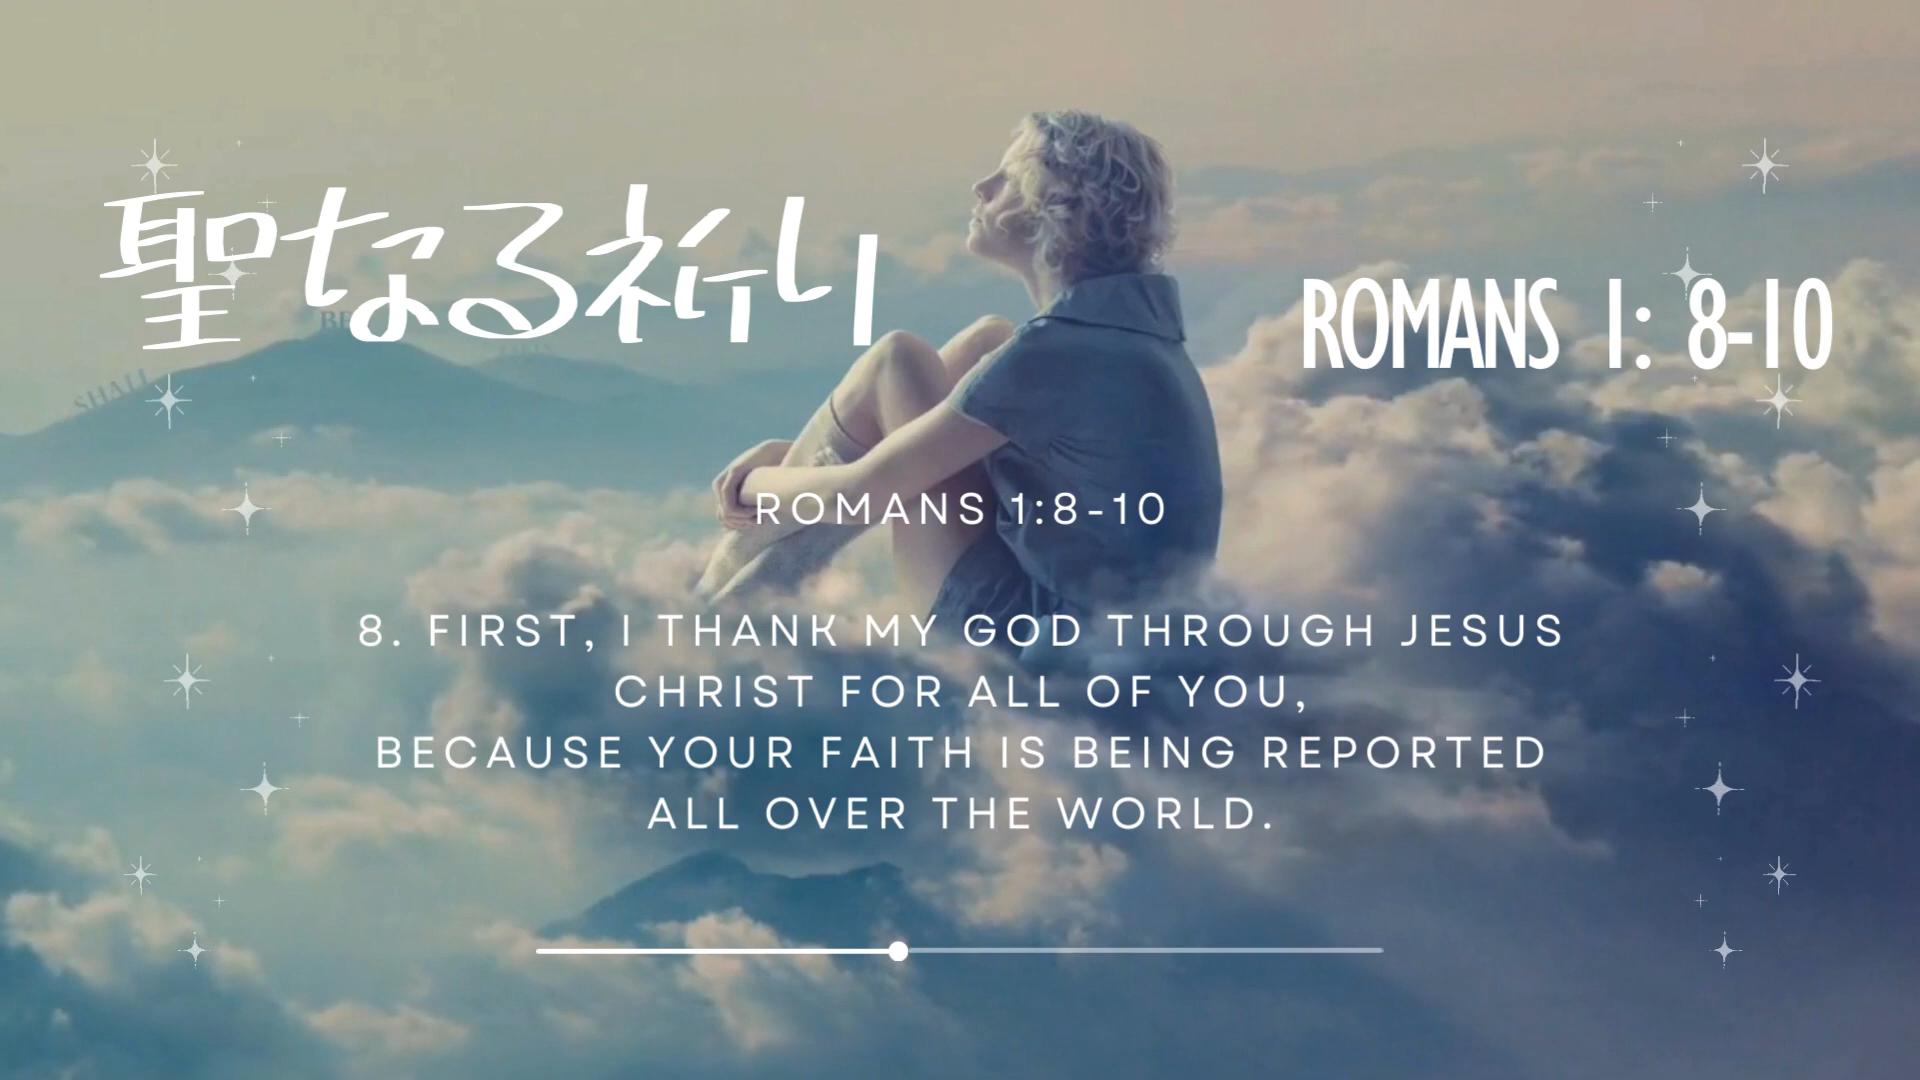 聖なる祈り
ROMANS 1: 8-10
SHALL
ROMANS 1:8-10
8. FIRST, I THANK MY GOD THROUGH JESUS
CHRIST FOR ALL OF YOU,
BECAUSE YOUR FAITH IS BEING REPORTED
ALL OVER THE WORLD.